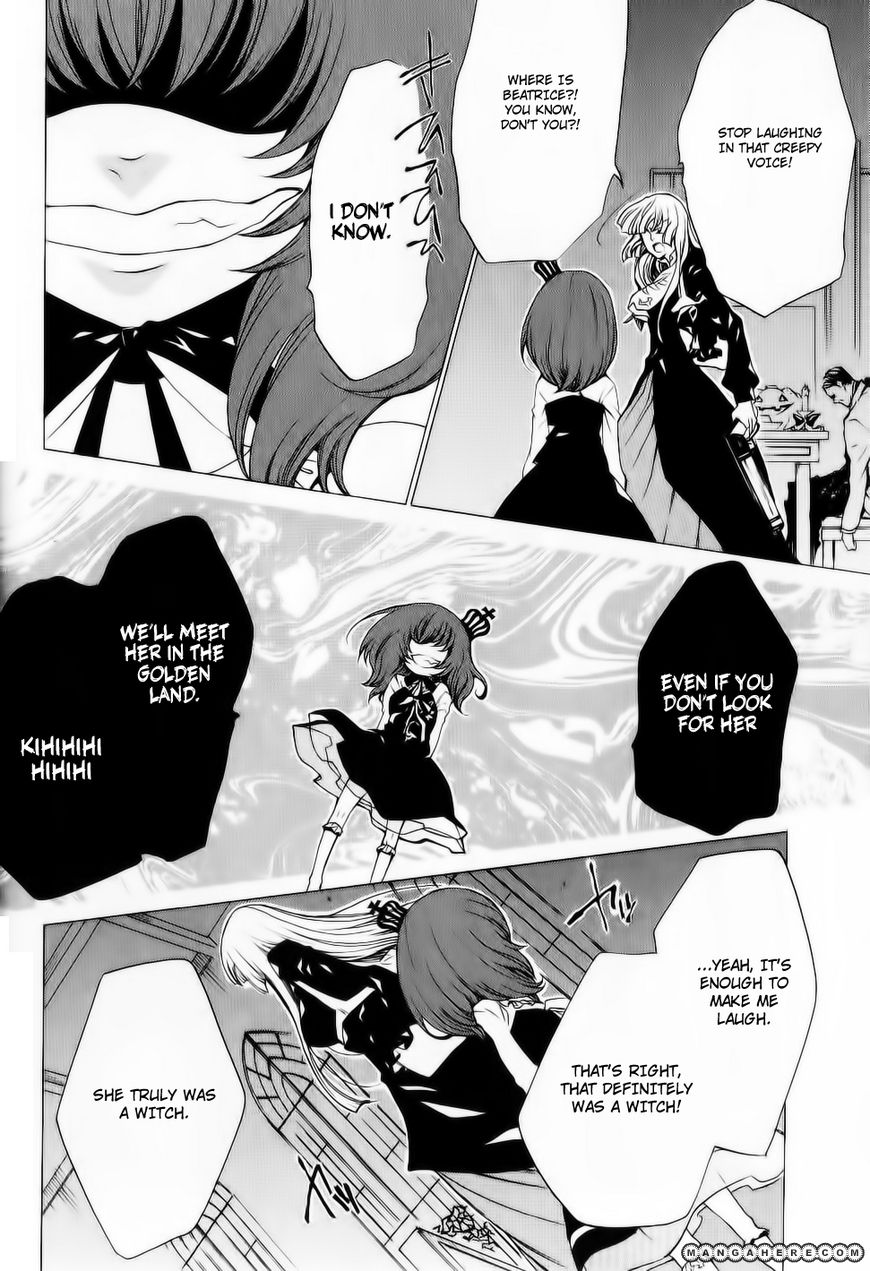 STOP LAUGHING
IN THAT CREEPY
VOICE!
WHERE IS
BEATRICE?!
YOU KNOW,
DON'T YOU?!
I DON'T
KNOW.
EVEN IF YOU
DON'T LOOK
FOR HER
WE'LL MEET
HER IN THE
GOLDEN
LAND.
KIHIHIHI
HIHIHI
...YEAH, IT'S
ENOUGH TO
MAKE ME
LAUGH.
THAT'S RIGHT,
THAT DEFINITELY
WAS A WITCH!
SHE TRULY WAS
A WITCH.
MANGAHERE.COM